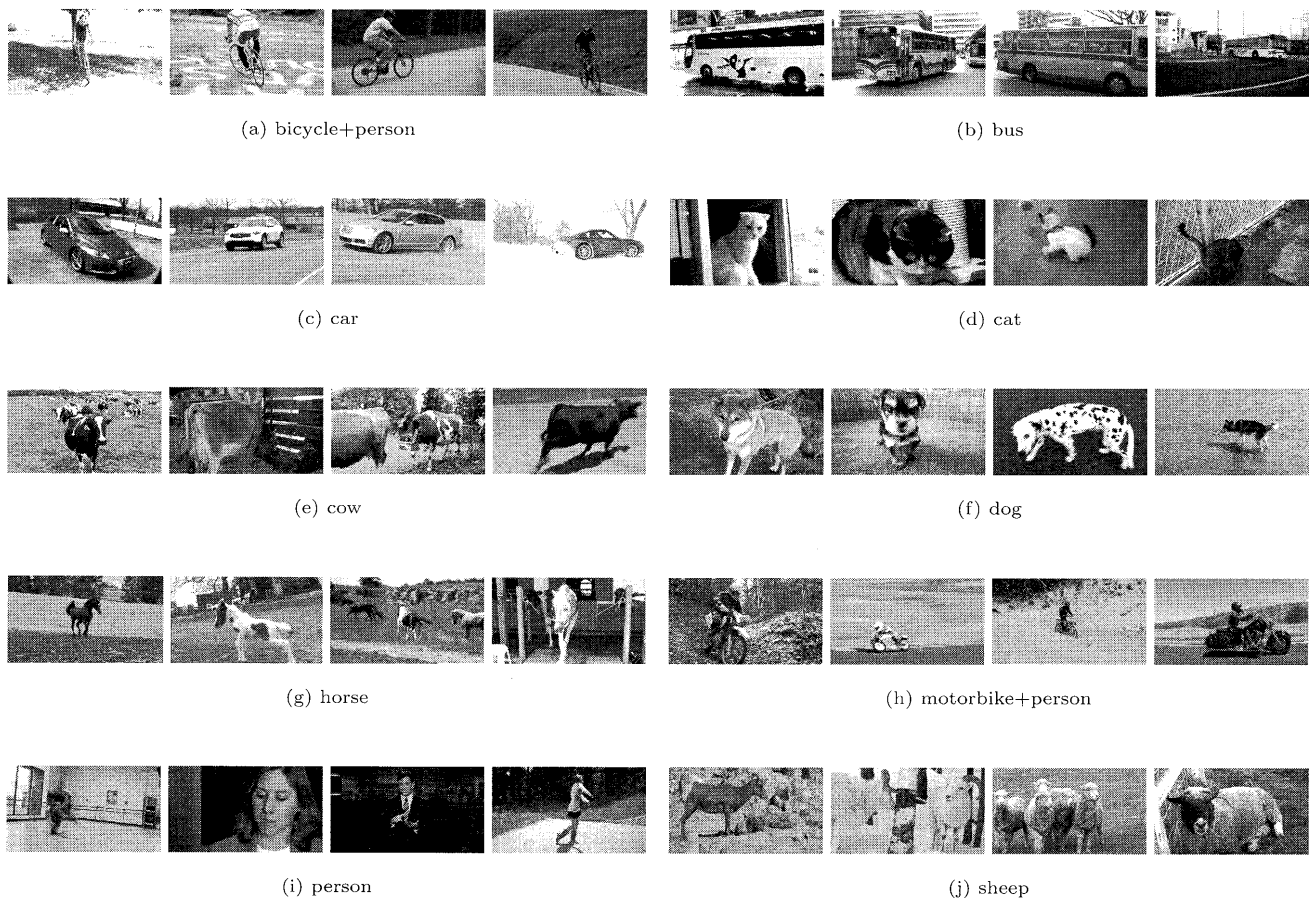 (a) bicycle+person
(b) bus
(c) car
(d) cat
(e) cow
(f) dog
(g) horse
(h) motorbike+person
(i) person
(j) sheep